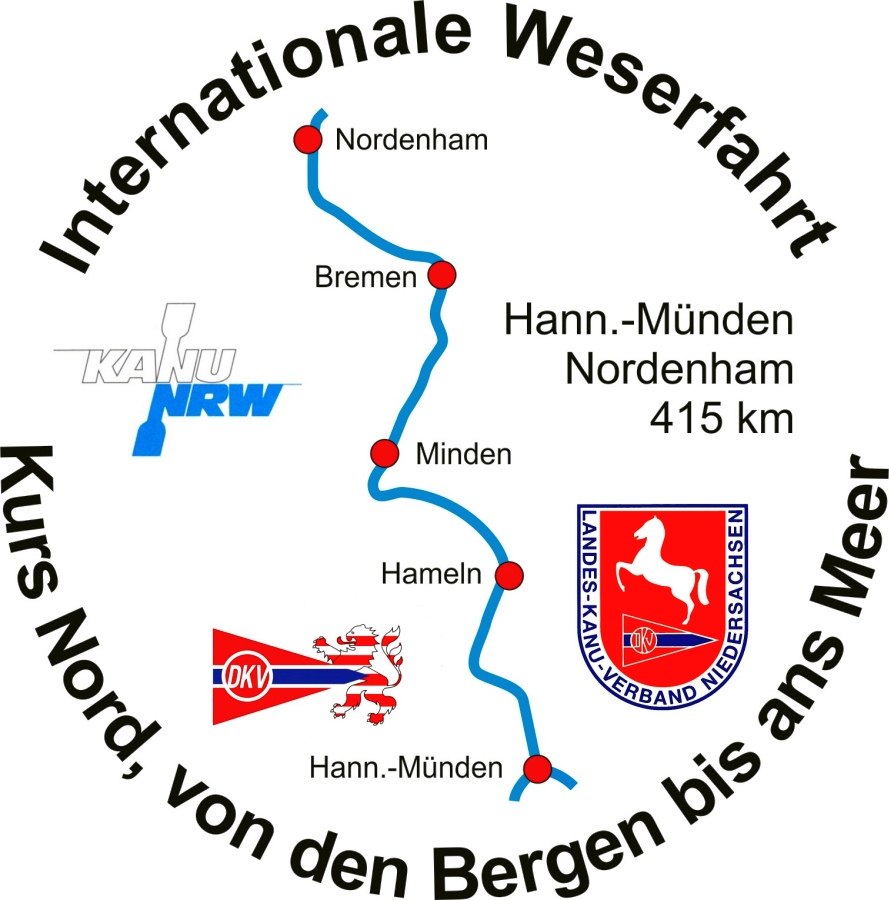 Internationale Weserfahrt
Nordenham
Bremen
Hann.-Münden
Nordenham
415 km
KANU
NRW
Minden
Hameln
LANDES-KANU-VERBAND NIEDERSACHSEN
DKV
DKV
Hann.-Münden
Kurs Nord, von den Bergen bis ans Meer